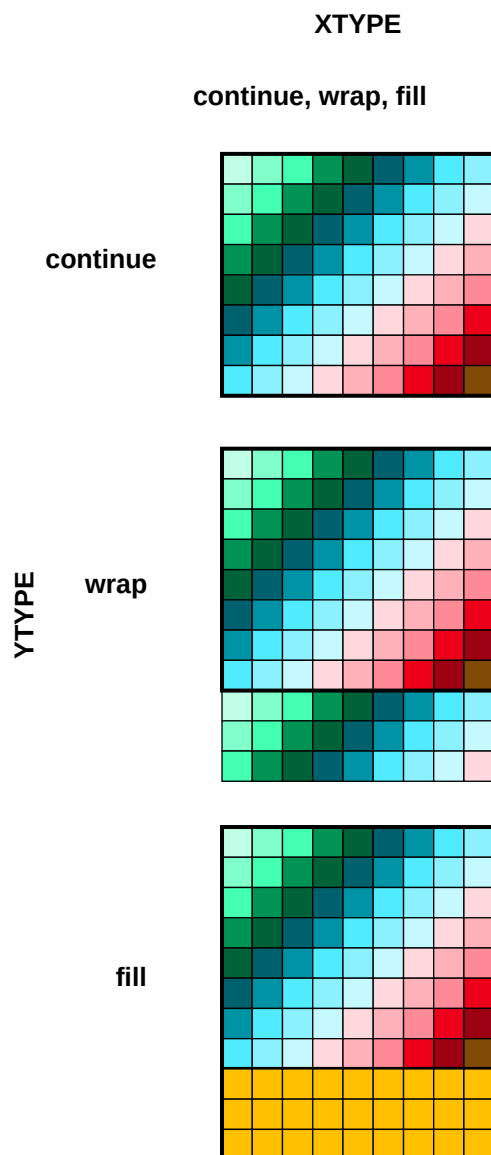 XTYPE
continue, wrap, fill
continue
YTYPE
wrap
fill